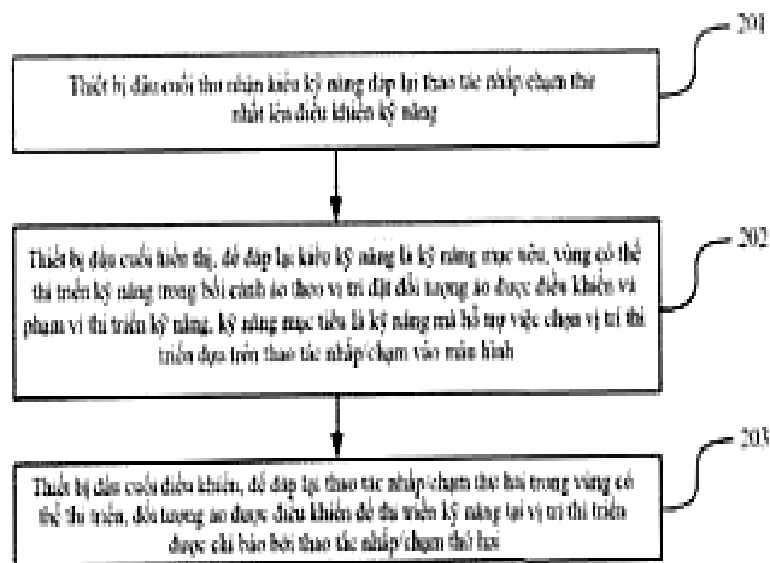 201
Thiết bị đầu cuối thu nhận kiểu kỹ năng đáp lại thao tác nhấp/chạm thứ
nhất lên điều khiển kỹ năng
202
Thiết bị đầu cuối hiển thị, để đáp lại kiểu kỹ năng là kỹ năng mục tiêu, vùng có thể
thi triển kỹ năng trong bối cảnh ảo theo vị trí đặt đối tượng ảo được điều khiển và
phạm vi thi triển kỹ năng, kỹ năng mục tiêu là kỹ năng mà hỗ trợ việc chọn vị trí thi
triển dựa trên thao tác nhấp/chạm vào màn hình
203
Thiết bị đầu cuối điều khiển, để đáp lại thao tác nhấp/chạm thứ hai trong vùng có
thể thi triển, đối tượng ảo được điều khiển để thi triển kỹ năng tại vị trí thi triển
được chỉ báo bởi thao tác nhấp/chạm thứ hai